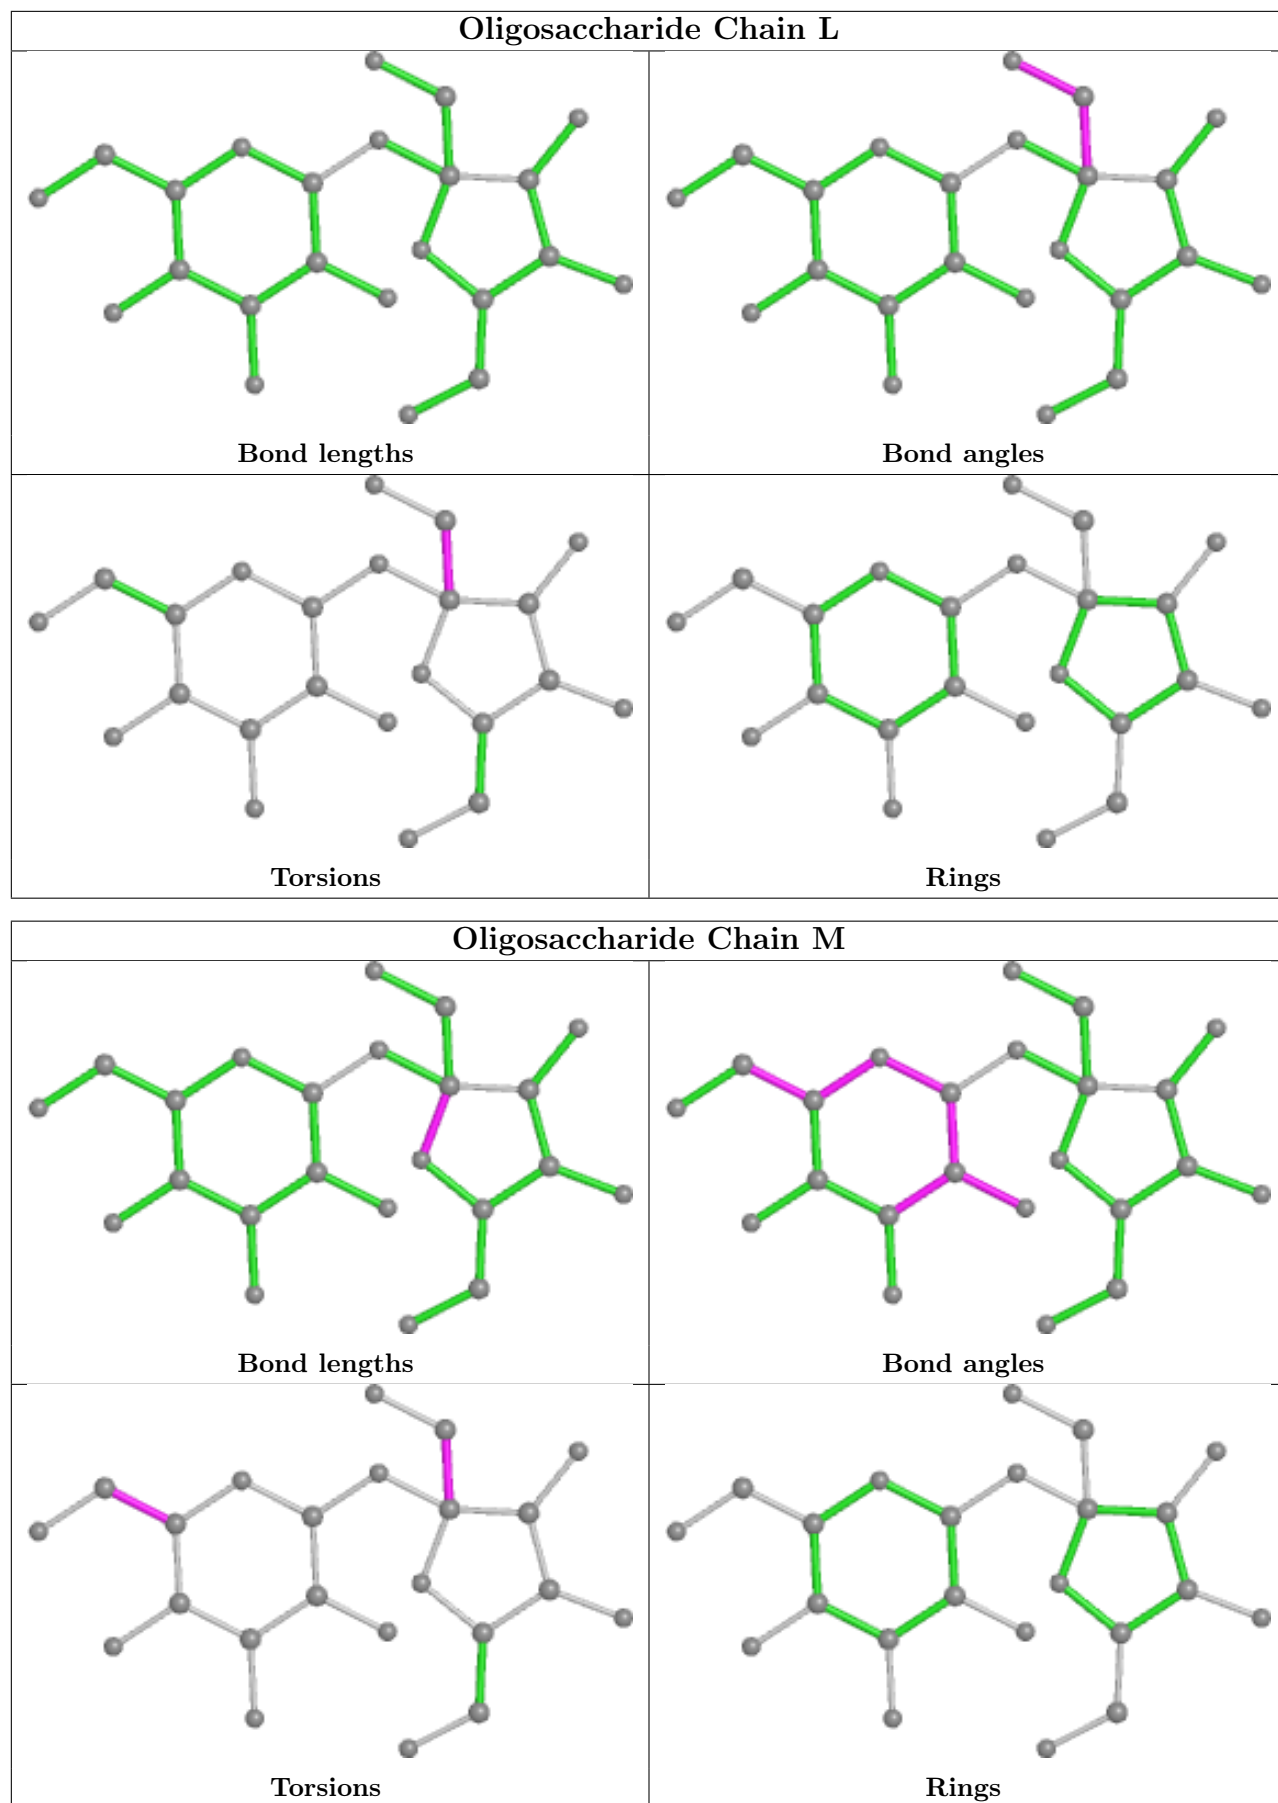 Oligosaccharide Chain L
Bond lengths
Bond angles
Torsions
Rings
Oligosaccharide Chain M
Bond lengths
Bond angles
Torsions
Rings